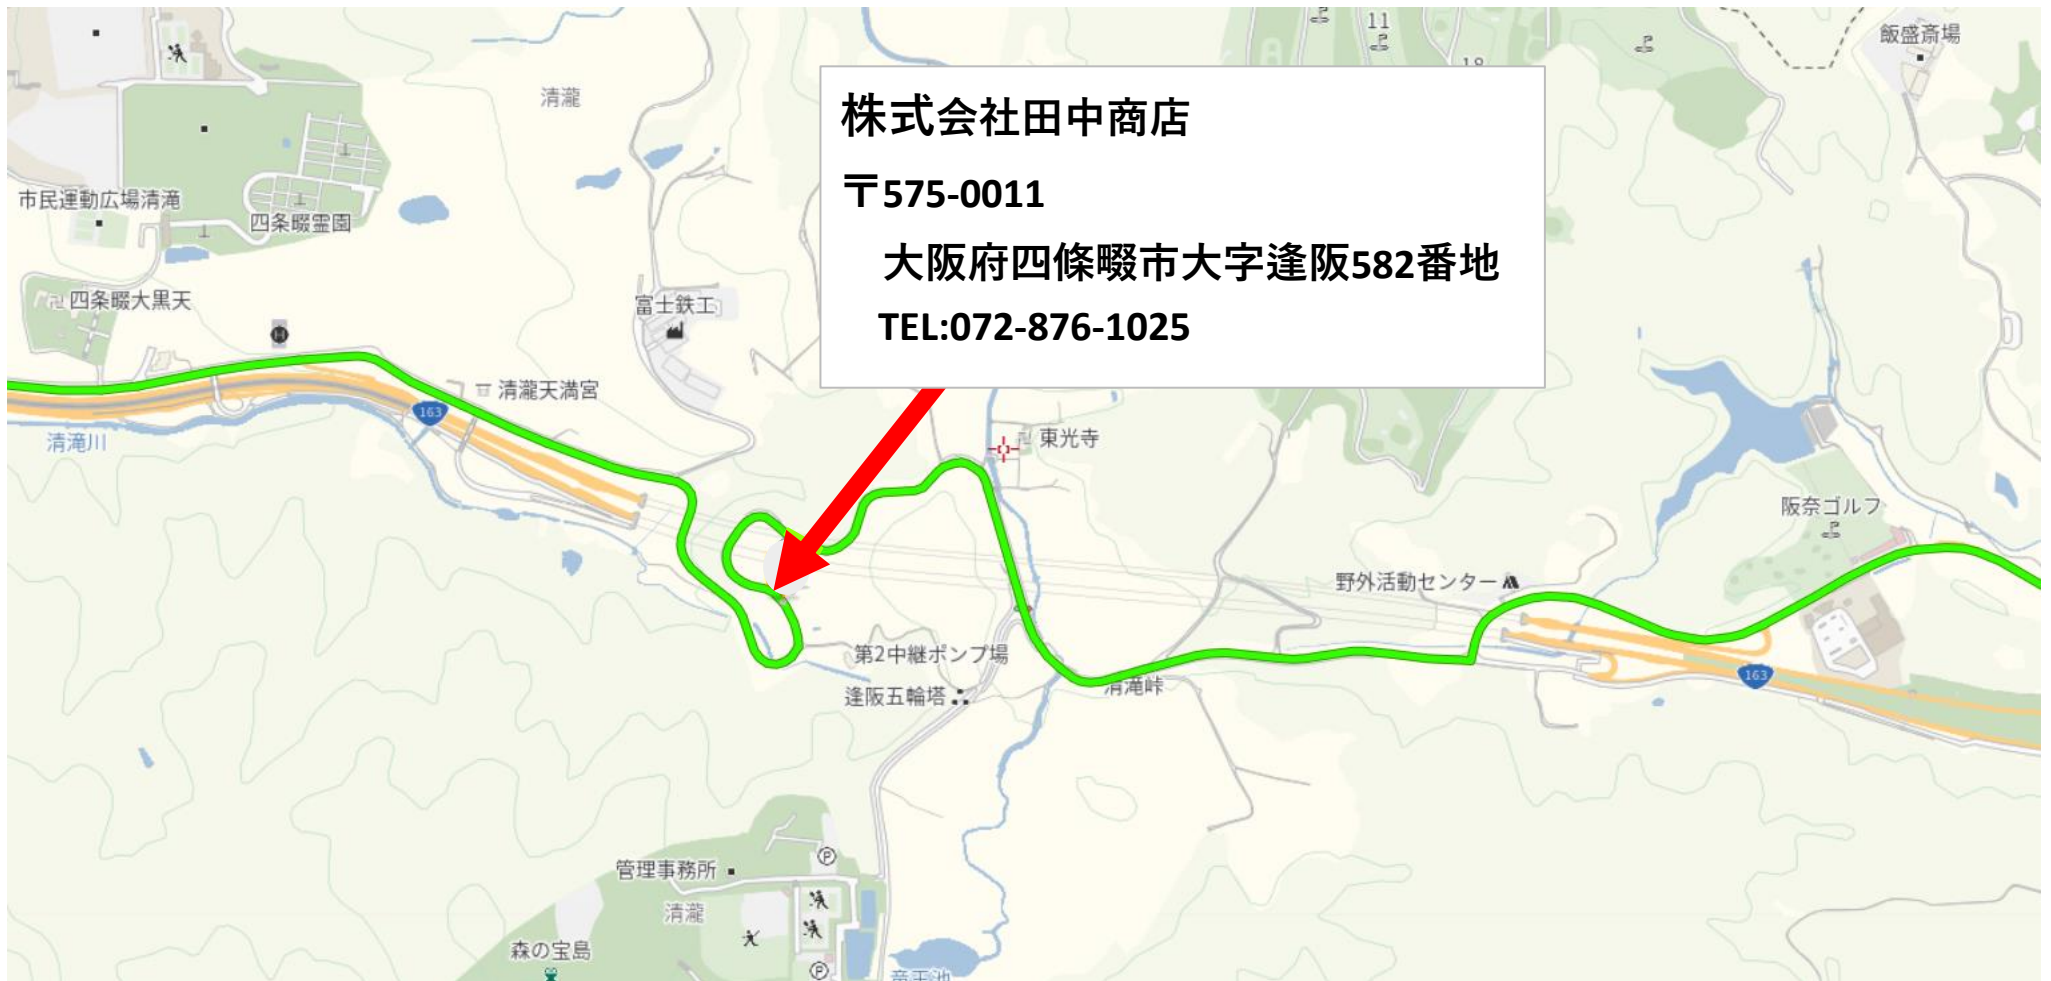 11
飯盛斎場
清瀧
株式会社田中商店
〒575-0011
大阪府四條畷市大字逢阪582番地
TEL:072-876-1025
市民運動広場清滝
四条畷霊園
四条畷大黒天
富士鉄工
H
清瀧天満宮
163
清滝川
東光寺
阪奈ゴルフ
野外活動センター
第2中継ポンプ場
逢阪五輪塔
清滝峠
163
管理事務所
P
清瀧
森の宝島
P
竜王池